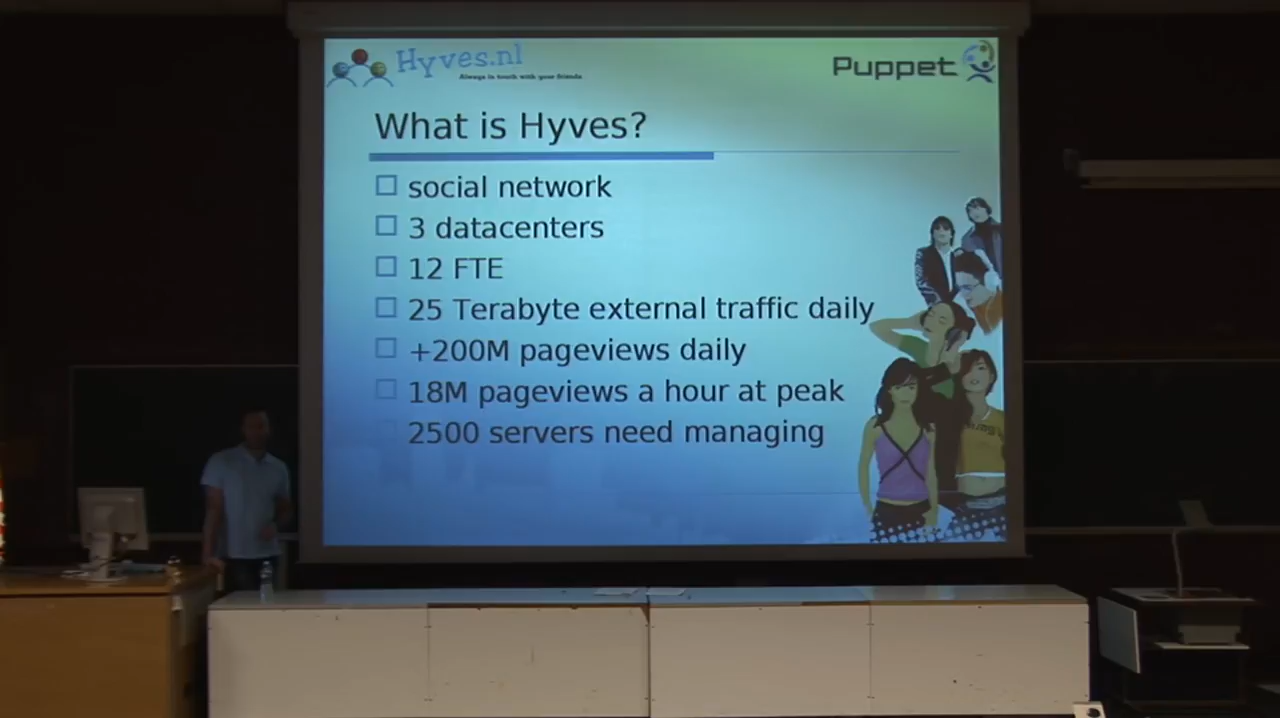 Hyves.nl
Always in touch with your friends
Puppet
What is Hyves?
social network
3 datacenters
12 FTE
25 Terabyte external traffic daily
+200M pageviews daily
18M pageviews a hour at peak
2500 servers need managing